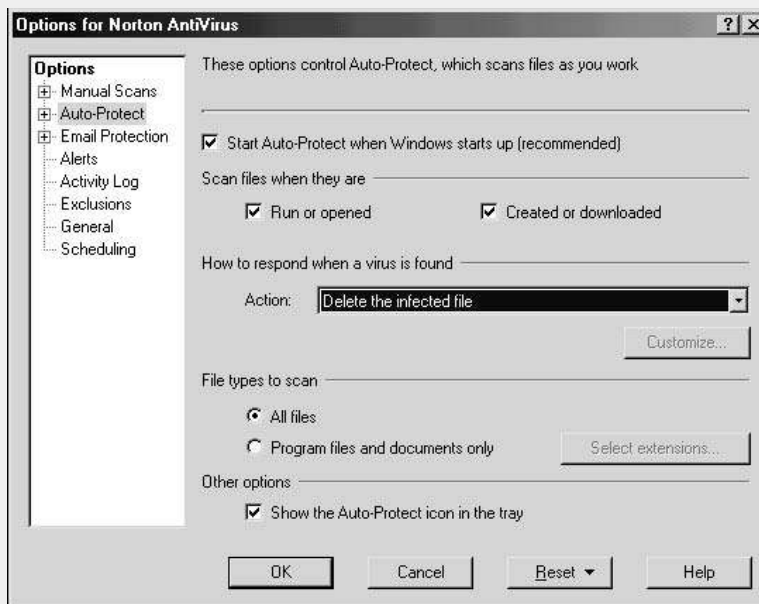 Options for Norton AntiVirus
Options
Manual Scans
Auto-Protect
Email Protection
Alerts
Activity Log
Exclusions
General
Scheduling
These options control Auto-Protect, which scans files as you work
Start Auto-Protect when Windows starts up (recommended)
Scan files when they are
Run or opened
Created or downloaded
How to respond when a virus is found
Action:
Delete the infected file
Customize...
File types to scan
All files
Program files and documents only
Select extensions...
Other options
Show the Auto-Protect icon in the tray
OK
Cancel
Reset
Help